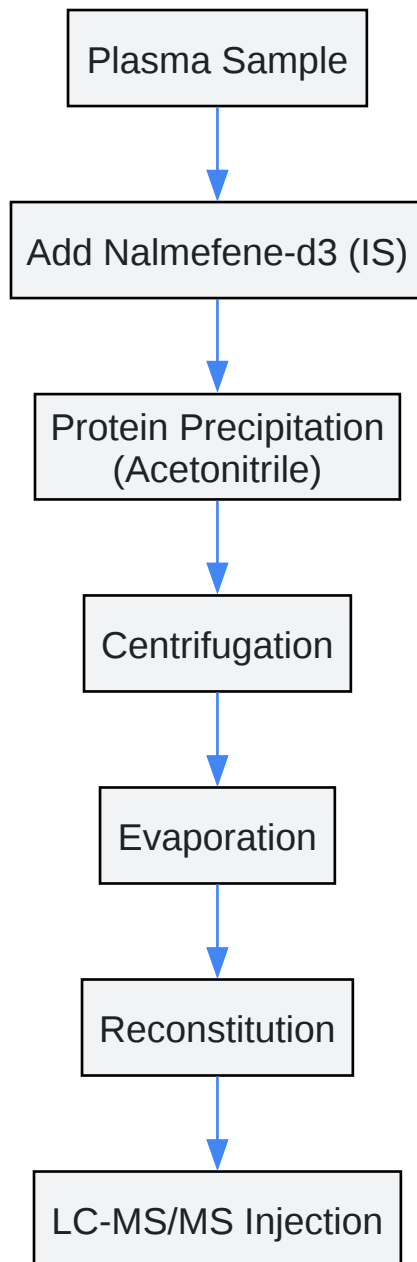 Plasma Sample
Add Nalmefene-d3 (IS)
Protein Precipitation
(Acetonitrile)
Centrifugation
Evaporation
Reconstitution
LC-MS/MS Injection